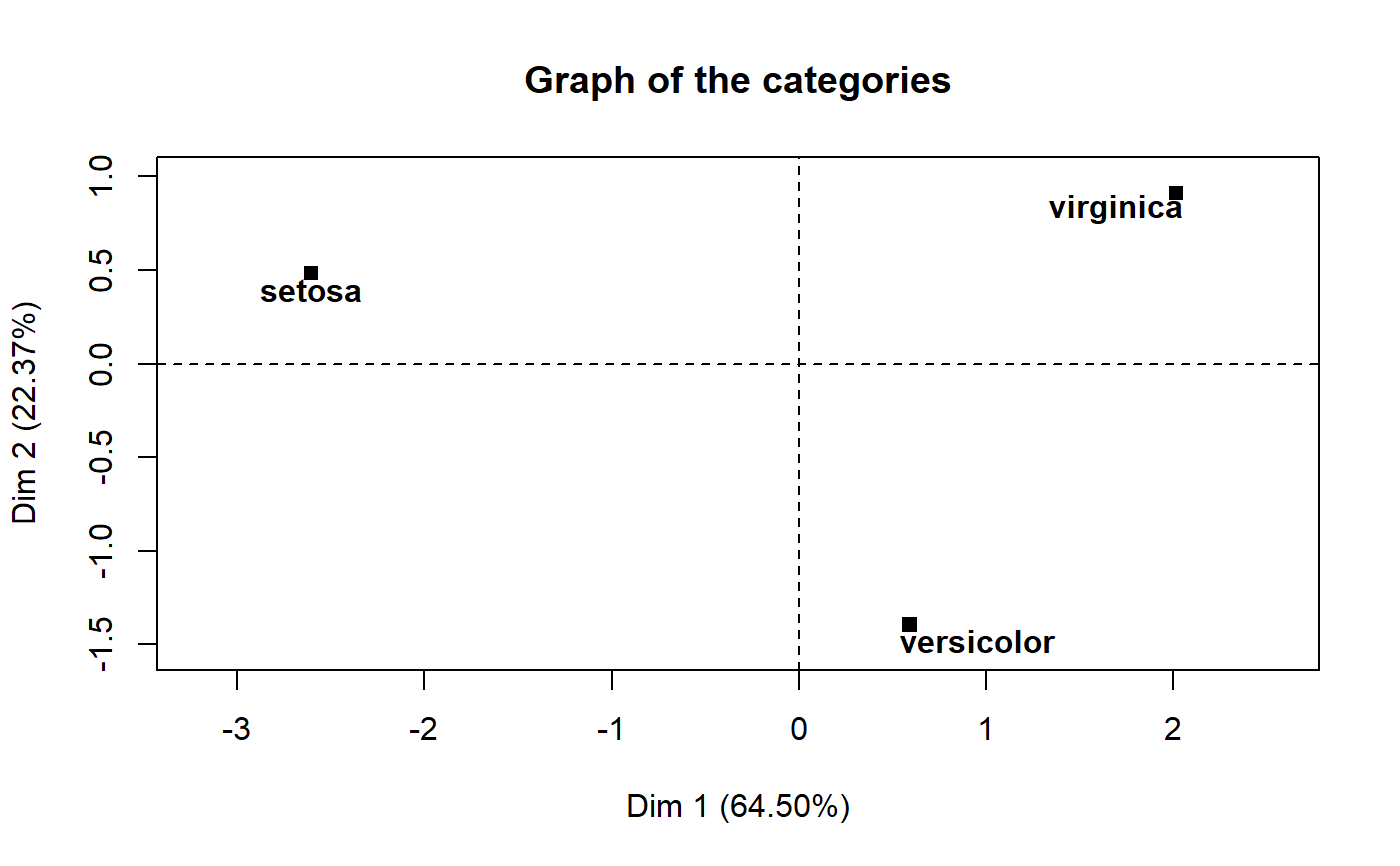 Graph of the categories
Dim 2 (22.37%)
1.0
0.5
0.0
-0.5
-1.0
-1.5
virginica
setosa
versicolor
-3 -2 -1 0 1 2
Dim 1 (64.50%)